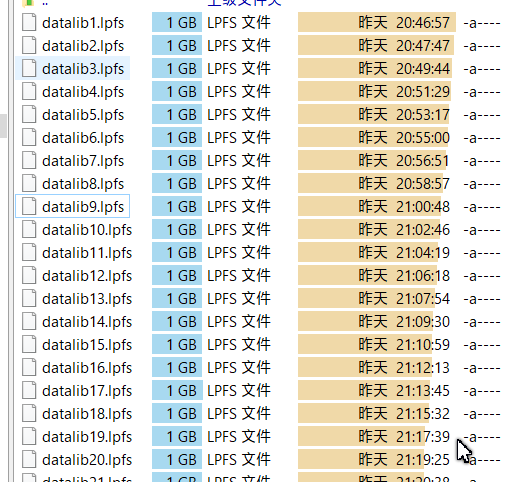 .. 上级文件夹
datalib1.lpfs 1 GB LPFS 文件 昨天 20:46:57 -a----
datalib2.lpfs 1 GB LPFS 文件 昨天 20:47:47 -a----
datalib3.lpfs 1 GB LPFS 文件 昨天 20:49:44 -a----
datalib4.lpfs 1 GB LPFS 文件 昨天 20:51:29 -a----
datalib5.lpfs 1 GB LPFS 文件 昨天 20:53:17 -a----
datalib6.lpfs 1 GB LPFS 文件 昨天 20:55:00 -a----
datalib7.lpfs 1 GB LPFS 文件 昨天 20:56:51 -a----
datalib8.lpfs 1 GB LPFS 文件 昨天 20:58:57 -a----
datalib9.lpfs 1 GB LPFS 文件 昨天 21:00:48 -a----
datalib10.lpfs 1 GB LPFS 文件 昨天 21:02:46 -a----
datalib11.lpfs 1 GB LPFS 文件 昨天 21:04:19 -a----
datalib12.lpfs 1 GB LPFS 文件 昨天 21:06:18 -a----
datalib13.lpfs 1 GB LPFS 文件 昨天 21:07:54 -a----
datalib14.lpfs 1 GB LPFS 文件 昨天 21:09:30 -a----
datalib15.lpfs 1 GB LPFS 文件 昨天 21:10:59 -a----
datalib16.lpfs 1 GB LPFS 文件 昨天 21:12:13 -a----
datalib17.lpfs 1 GB LPFS 文件 昨天 21:13:45 -a----
datalib18.lpfs 1 GB LPFS 文件 昨天 21:15:32 -a----
datalib19.lpfs 1 GB LPFS 文件 昨天 21:17:39 -a----
datalib20.lpfs 1 GB LPFS 文件 昨天 21:19:25 -a----
datalib21.lpfs 1 GB LPFS 文件 昨天